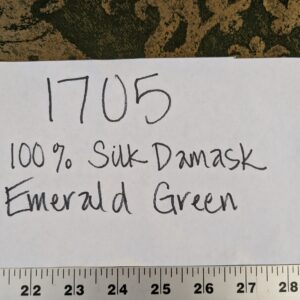 1705
100% Silk Damask
Emerald Green
22 23 24 25 26 27 28